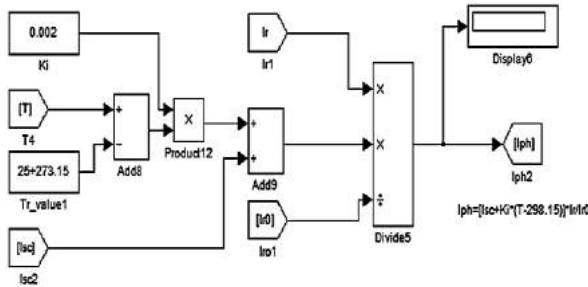 0.002
Ki
[T]
T4
25+273.15
Tr_value1
[Isc]
Isc2
+
−
Add8
X
Product12
+
+
Add9
Ir
Ir1
[Ir0]
Iro1
X
X
÷
Divide5
Display6
[Iph]
Iph2
Iph=[Isc+Ki*(T-298.15)]*Ir/Ir0